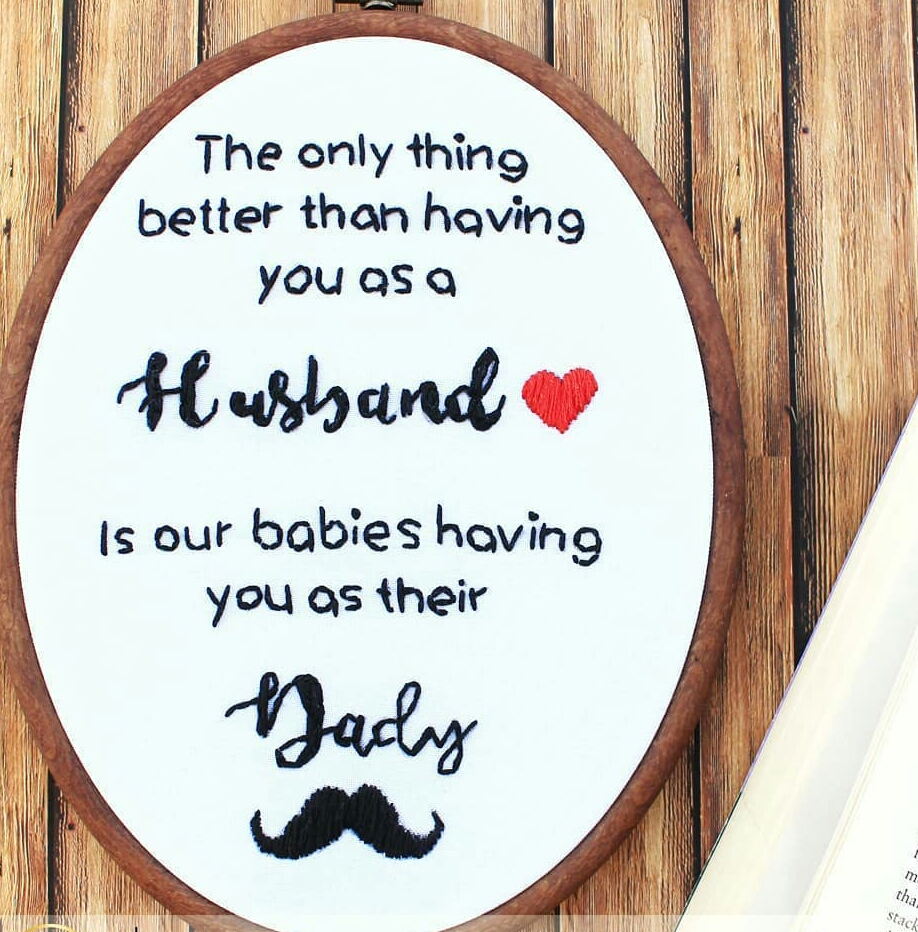 The only thing
better than having
you as a
Husband
Is our babies having
you as their
Dady
tha
stack